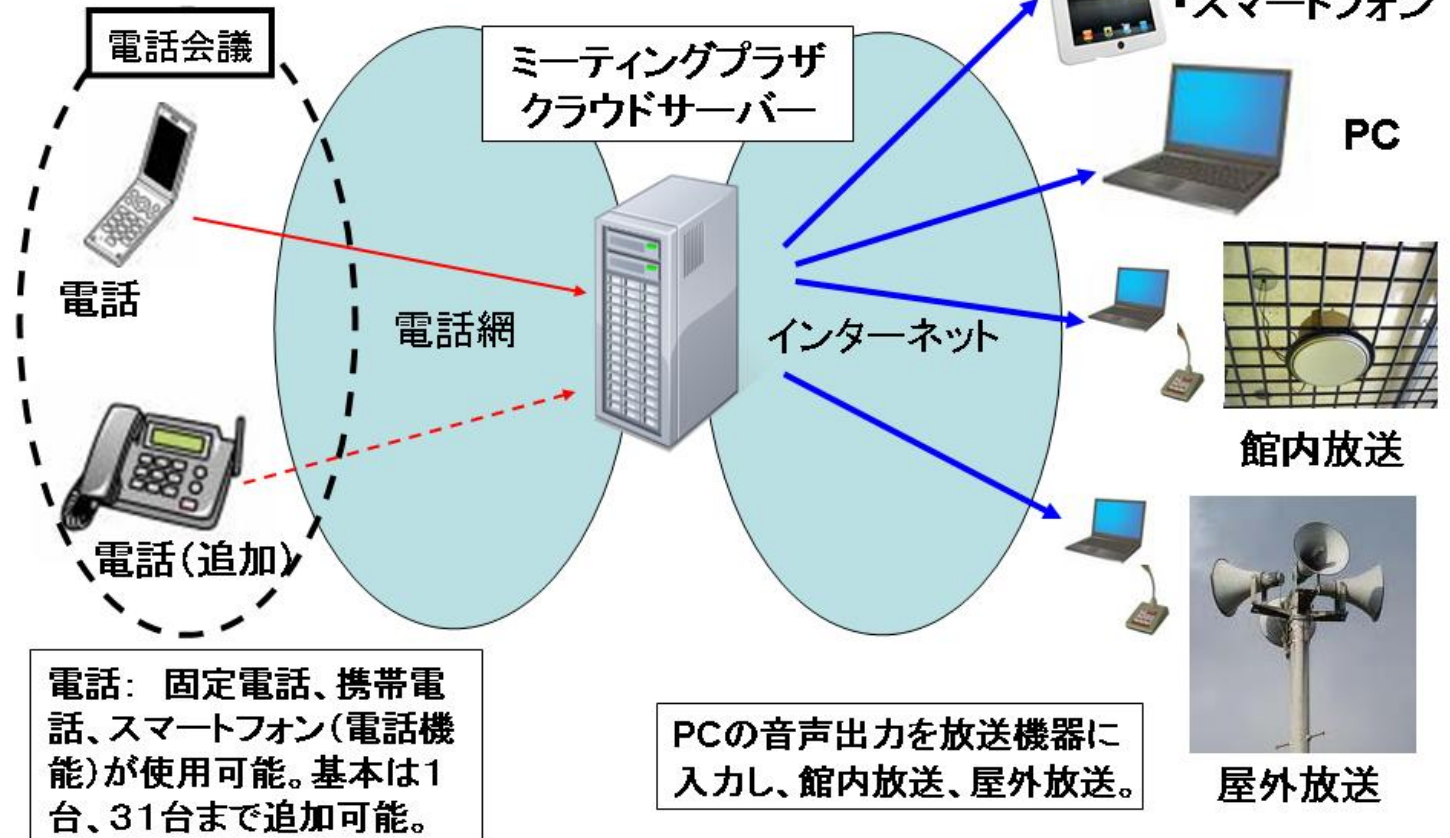 ・スマートフォン
電話会議
ミーティングプラザ
クラウドサーバー
PC
電話
電話網
インターネット
館内放送
電話(追加)
電話: 固定電話、携帯電
話、スマートフォン(電話機
能)が使用可能。基本は1
台、31台まで追加可能。
PCの音声出力を放送機器に
入力し、館内放送、屋外放送。
屋外放送